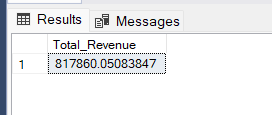 Results Messages
Total_Revenue
1 817860.05083847